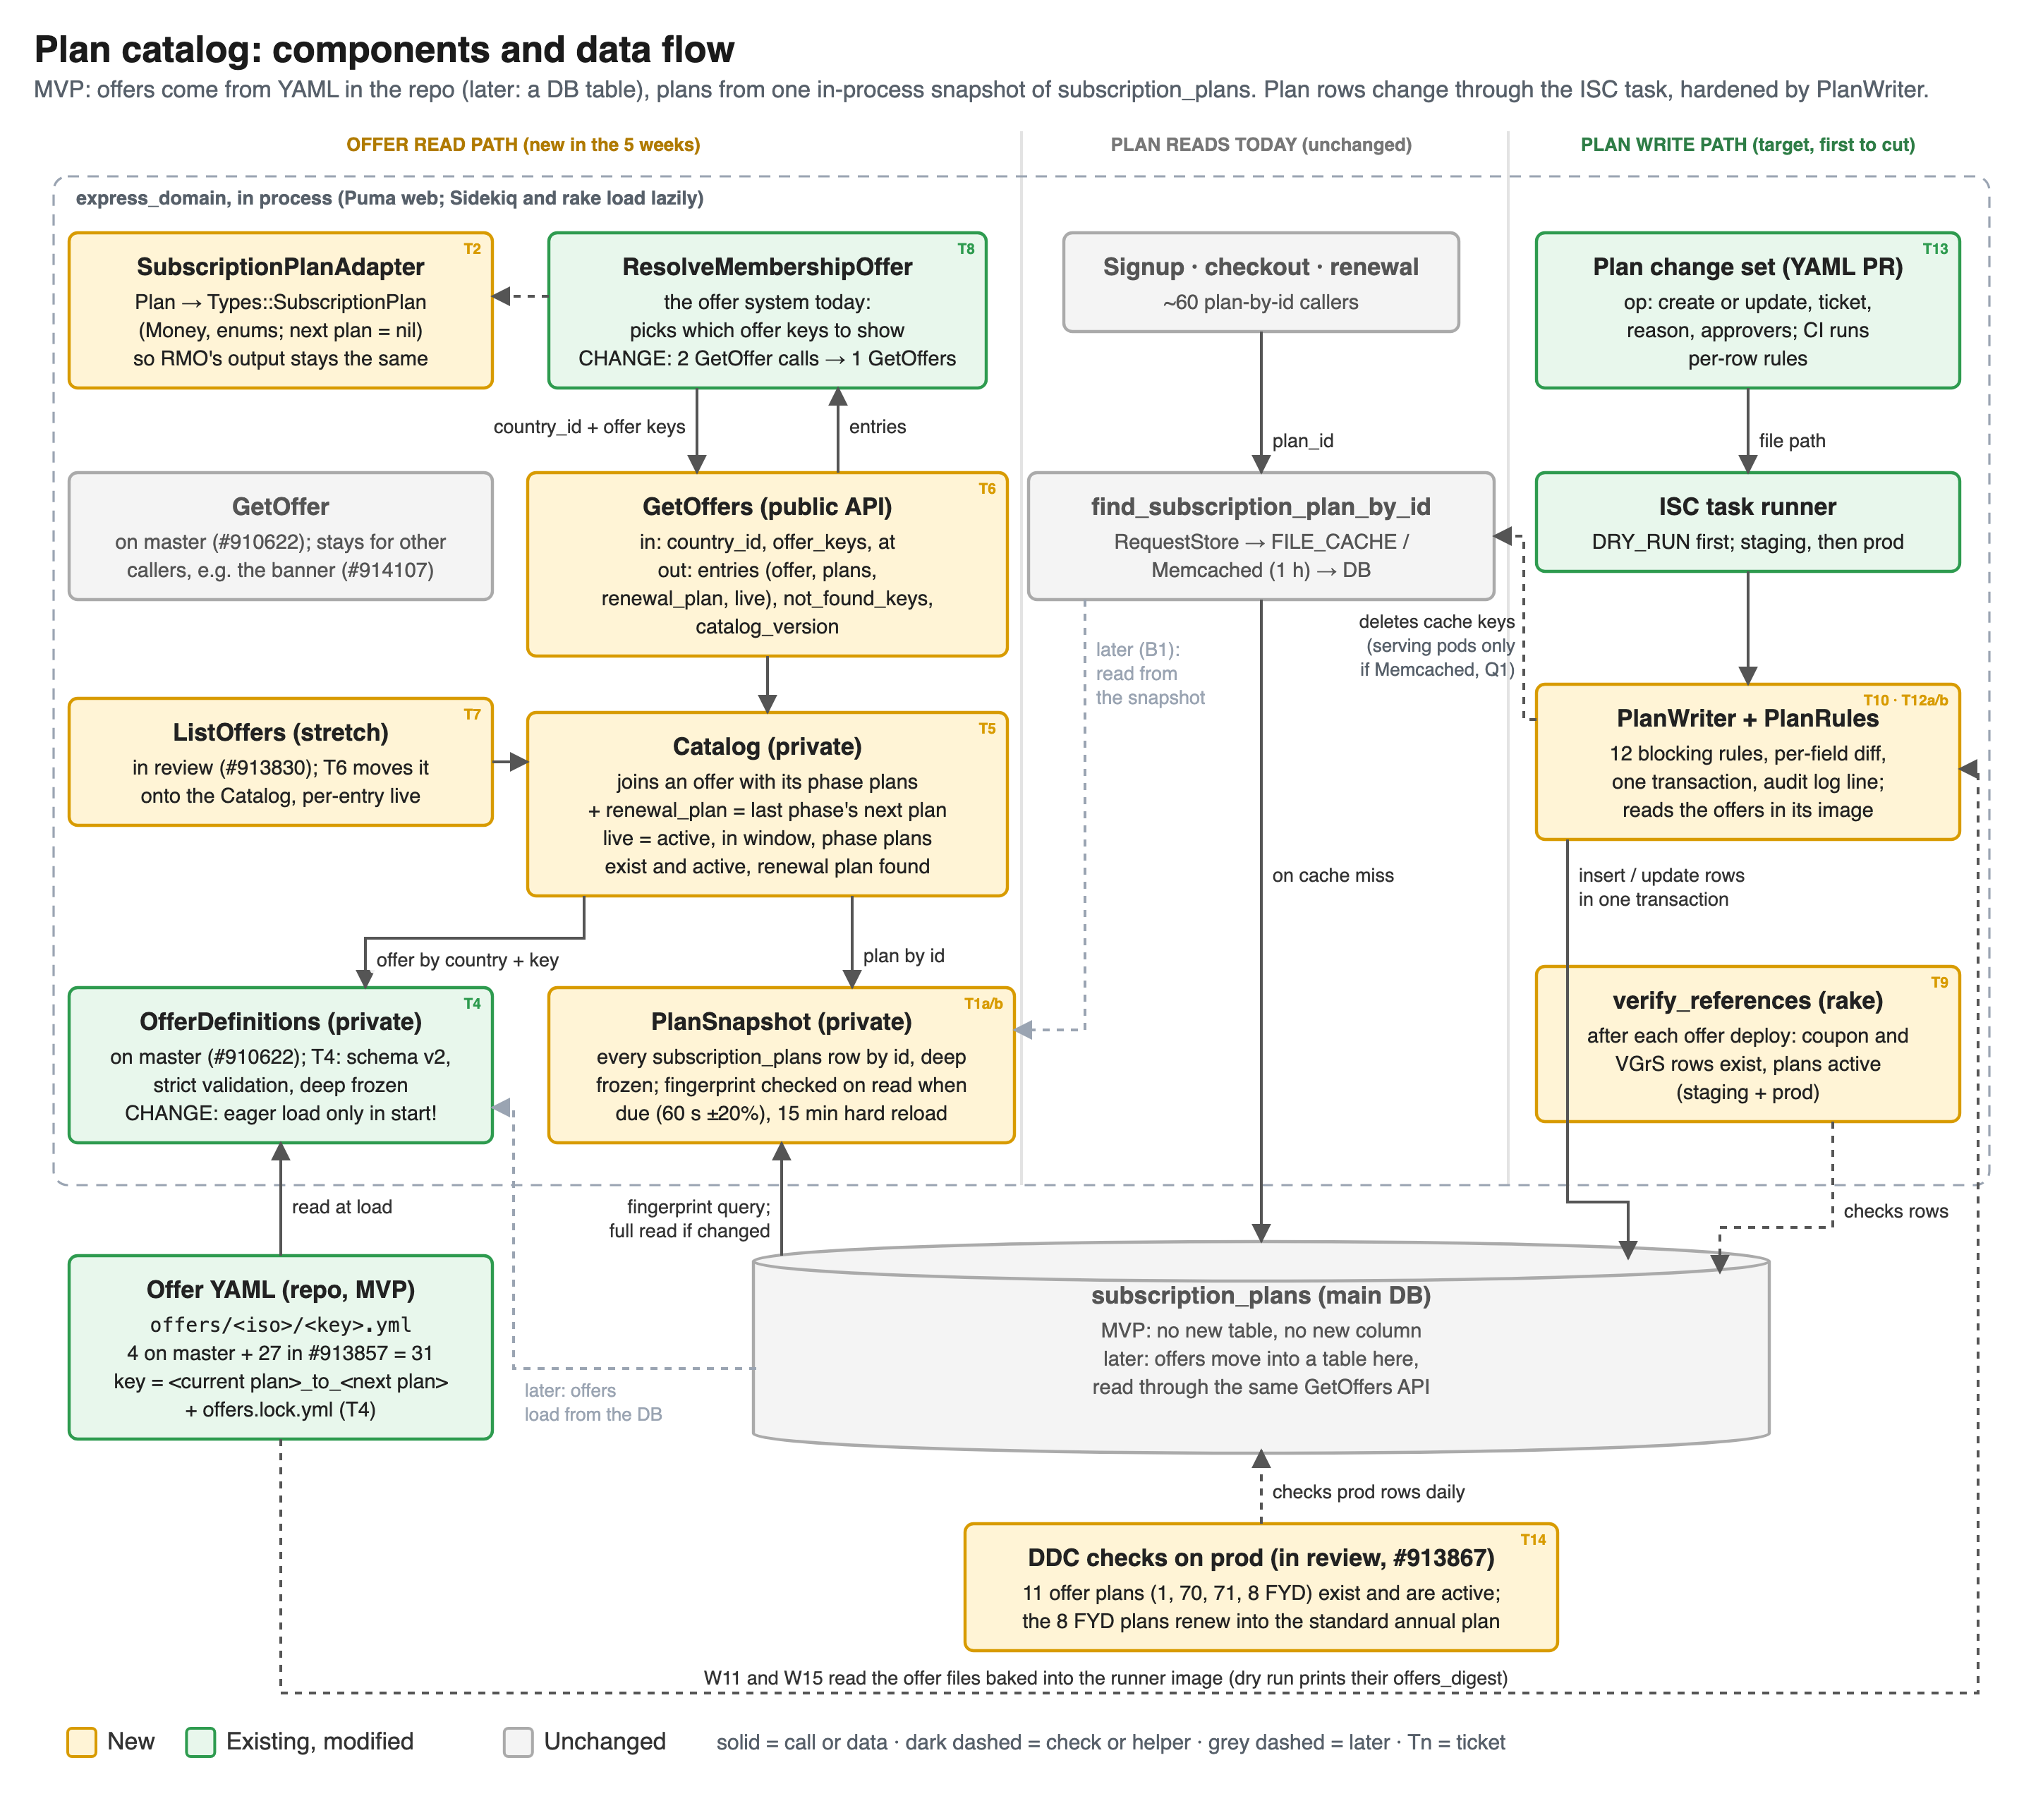 Plan catalog: components and data flow
MVP: offers come from YAML in the repo (later: a DB table), plans from one in-process snapshot of subscription_plans. Plan rows change through the ISC task, hardened by PlanWriter.
OFFER READ PATH (new in the 5 weeks)
PLAN READS TODAY (unchanged)
PLAN WRITE PATH (target, first to cut)
express_domain, in process (Puma web; Sidekiq and rake load lazily)
T2
SubscriptionPlanAdapter
Plan → Types::SubscriptionPlan
(Money, enums; next plan = nil)
so RMO's output stays the same
T8
ResolveMembershipOffer
the offer system today:
picks which offer keys to show
CHANGE: 2 GetOffer calls → 1 GetOffers
Signup · checkout · renewal
~60 plan-by-id callers
T13
Plan change set (YAML PR)
op: create or update, ticket,
reason, approvers; CI runs
per-row rules
country_id + offer keys
entries
plan_id
file path
GetOffer
on master (#910622); stays for other
callers, e.g. the banner (#914107)
T6
GetOffers (public API)
in: country_id, offer_keys, at
out: entries (offer, plans,
renewal_plan, live), not_found_keys,
catalog_version
find_subscription_plan_by_id
RequestStore → FILE_CACHE /
Memcached (1 h) → DB
ISC task runner
DRY_RUN first; staging, then prod
deletes cache keys
(serving pods only
if Memcached, Q1)
later (B1):
read from
the snapshot
T7
ListOffers (stretch)
in review (#913830); T6 moves it
onto the Catalog, per-entry live
T5
Catalog (private)
joins an offer with its phase plans
+ renewal_plan = last phase's next plan
live = active, in window, phase plans
exist and active, renewal plan found
T10 · T12a/b
PlanWriter + PlanRules
12 blocking rules, per-field diff,
one transaction, audit log line;
reads the offers in its image
on cache miss
insert / update rows
in one transaction
offer by country + key
plan by id
T4
OfferDefinitions (private)
on master (#910622); T4: schema v2,
strict validation, deep frozen
CHANGE: eager load only in start!
T1a/b
PlanSnapshot (private)
every subscription_plans row by id, deep
frozen; fingerprint checked on read when
due (60 s ±20%), 15 min hard reload
T9
verify_references (rake)
after each offer deploy: coupon and
VGrS rows exist, plans active
(staging + prod)
read at load
fingerprint query;
full read if changed
checks rows
Offer YAML (repo, MVP)
offers/<iso>/<key>.yml
4 on master + 27 in #913857 = 31
key = <current plan>_to_<next plan>
+ offers.lock.yml (T4)
later: offers
load from the DB
subscription_plans (main DB)
MVP: no new table, no new column
later: offers move into a table here,
read through the same GetOffers API
checks prod rows daily
T14
DDC checks on prod (in review, #913867)
11 offer plans (1, 70, 71, 8 FYD) exist and are active;
the 8 FYD plans renew into the standard annual plan
W11 and W15 read the offer files baked into the runner image (dry run prints their offers_digest)
New
Existing, modified
Unchanged
solid = call or data · dark dashed = check or helper · grey dashed = later · Tn = ticket